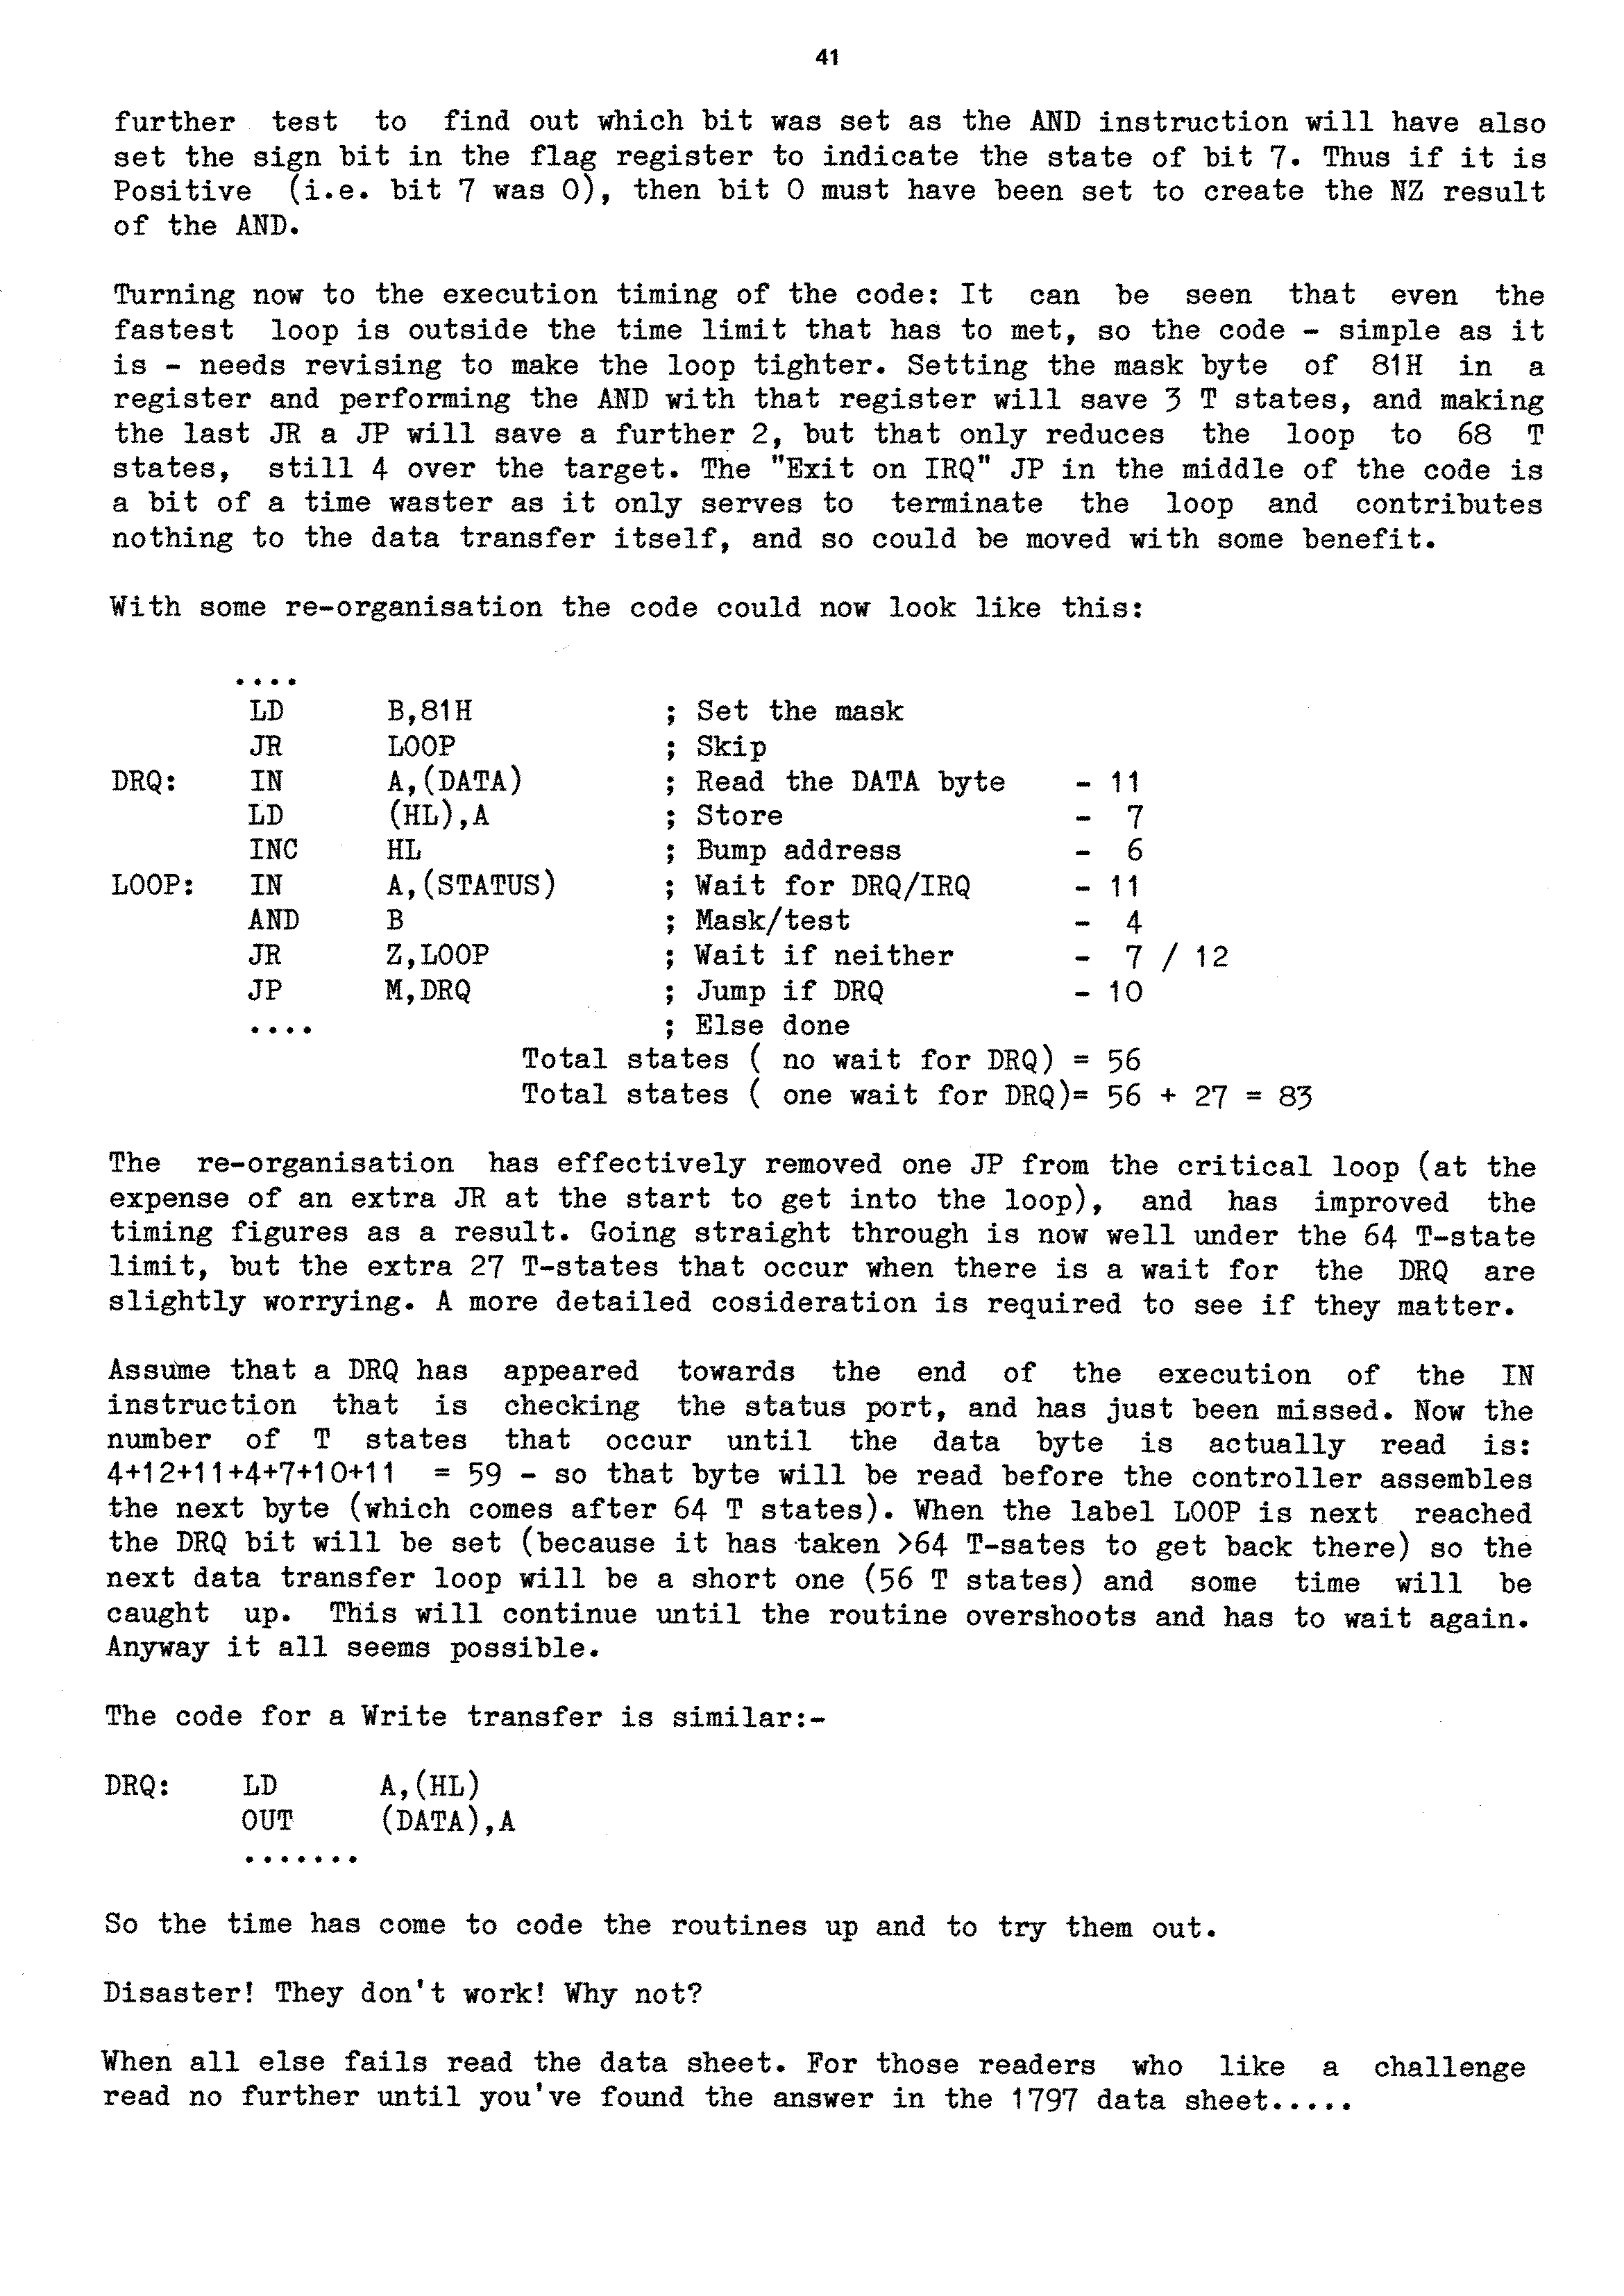 41
further test to find out which bit was set as the AND instruction will have also
set the sign bit in the flag register to indicate the state of bit 7. Thus if it is
Positive (i.e. bit 7 was 0), then bit 0 must have been set to create the NZ result
of the AND.
Turning now to the execution timing of the code: It can be seen that even the
fastest loop is outside the time limit that has to met, so the code - simple as it
is - needs revising to make the loop tighter. Setting the mask byte of 81H in a
register and performing the AND with that register will save 3 T states, and making
the last JR a JP will save a further 2, but that only reduces the loop to 68 T
states, still 4 over the target. The "Exit on IRQ" JP in the middle of the code is
a bit of a time waster as it only serves to terminate the loop and contributes
nothing to the data transfer itself, and so could be moved with some benefit.
With some re-organisation the code could now look like this:
....
LD B,81H ; Set the mask
JR LOOP ; Skip
DRQ: IN A,(DATA) ; Read the DATA byte - 11
LD (HL),A ; Store - 7
INC HL ; Bump address - 6
LOOP: IN A,(STATUS) ; Wait for DRQ/IRQ - 11
AND B ; Mask/test - 4
JR Z,LOOP ; Wait if neither - 7 / 12
JP M,DRQ ; Jump if DRQ - 10
.... ; Else done
Total states ( no wait for DRQ) = 56
Total states ( one wait for DRQ)= 56 + 27 = 83
The re-organisation has effectively removed one JP from the critical loop (at the
expense of an extra JR at the start to get into the loop), and has improved the
timing figures as a result. Going straight through is now well under the 64 T-state
limit, but the extra 27 T-states that occur when there is a wait for the DRQ are
slightly worrying. A more detailed cosideration is required to see if they matter.
Assume that a DRQ has appeared towards the end of the execution of the IN
instruction that is checking the status port, and has just been missed. Now the
number of T states that occur until the data byte is actually read is:
4+12+11+4+7+10+11 = 59 - so that byte will be read before the controller assembles
the next byte (which comes after 64 T states). When the label LOOP is next reached
the DRQ bit will be set (because it has taken >64 T-sates to get back there) so the
next data transfer loop will be a short one (56 T states) and some time will be
caught up. This will continue until the routine overshoots and has to wait again.
Anyway it all seems possible.
The code for a Write transfer is similar:-
DRQ: LD A,(HL)
OUT (DATA),A
.......
So the time has come to code the routines up and to try them out.
Disaster! They don't work! Why not?
When all else fails read the data sheet. For those readers who like a challenge
read no further until you've found the answer in the 1797 data sheet.....